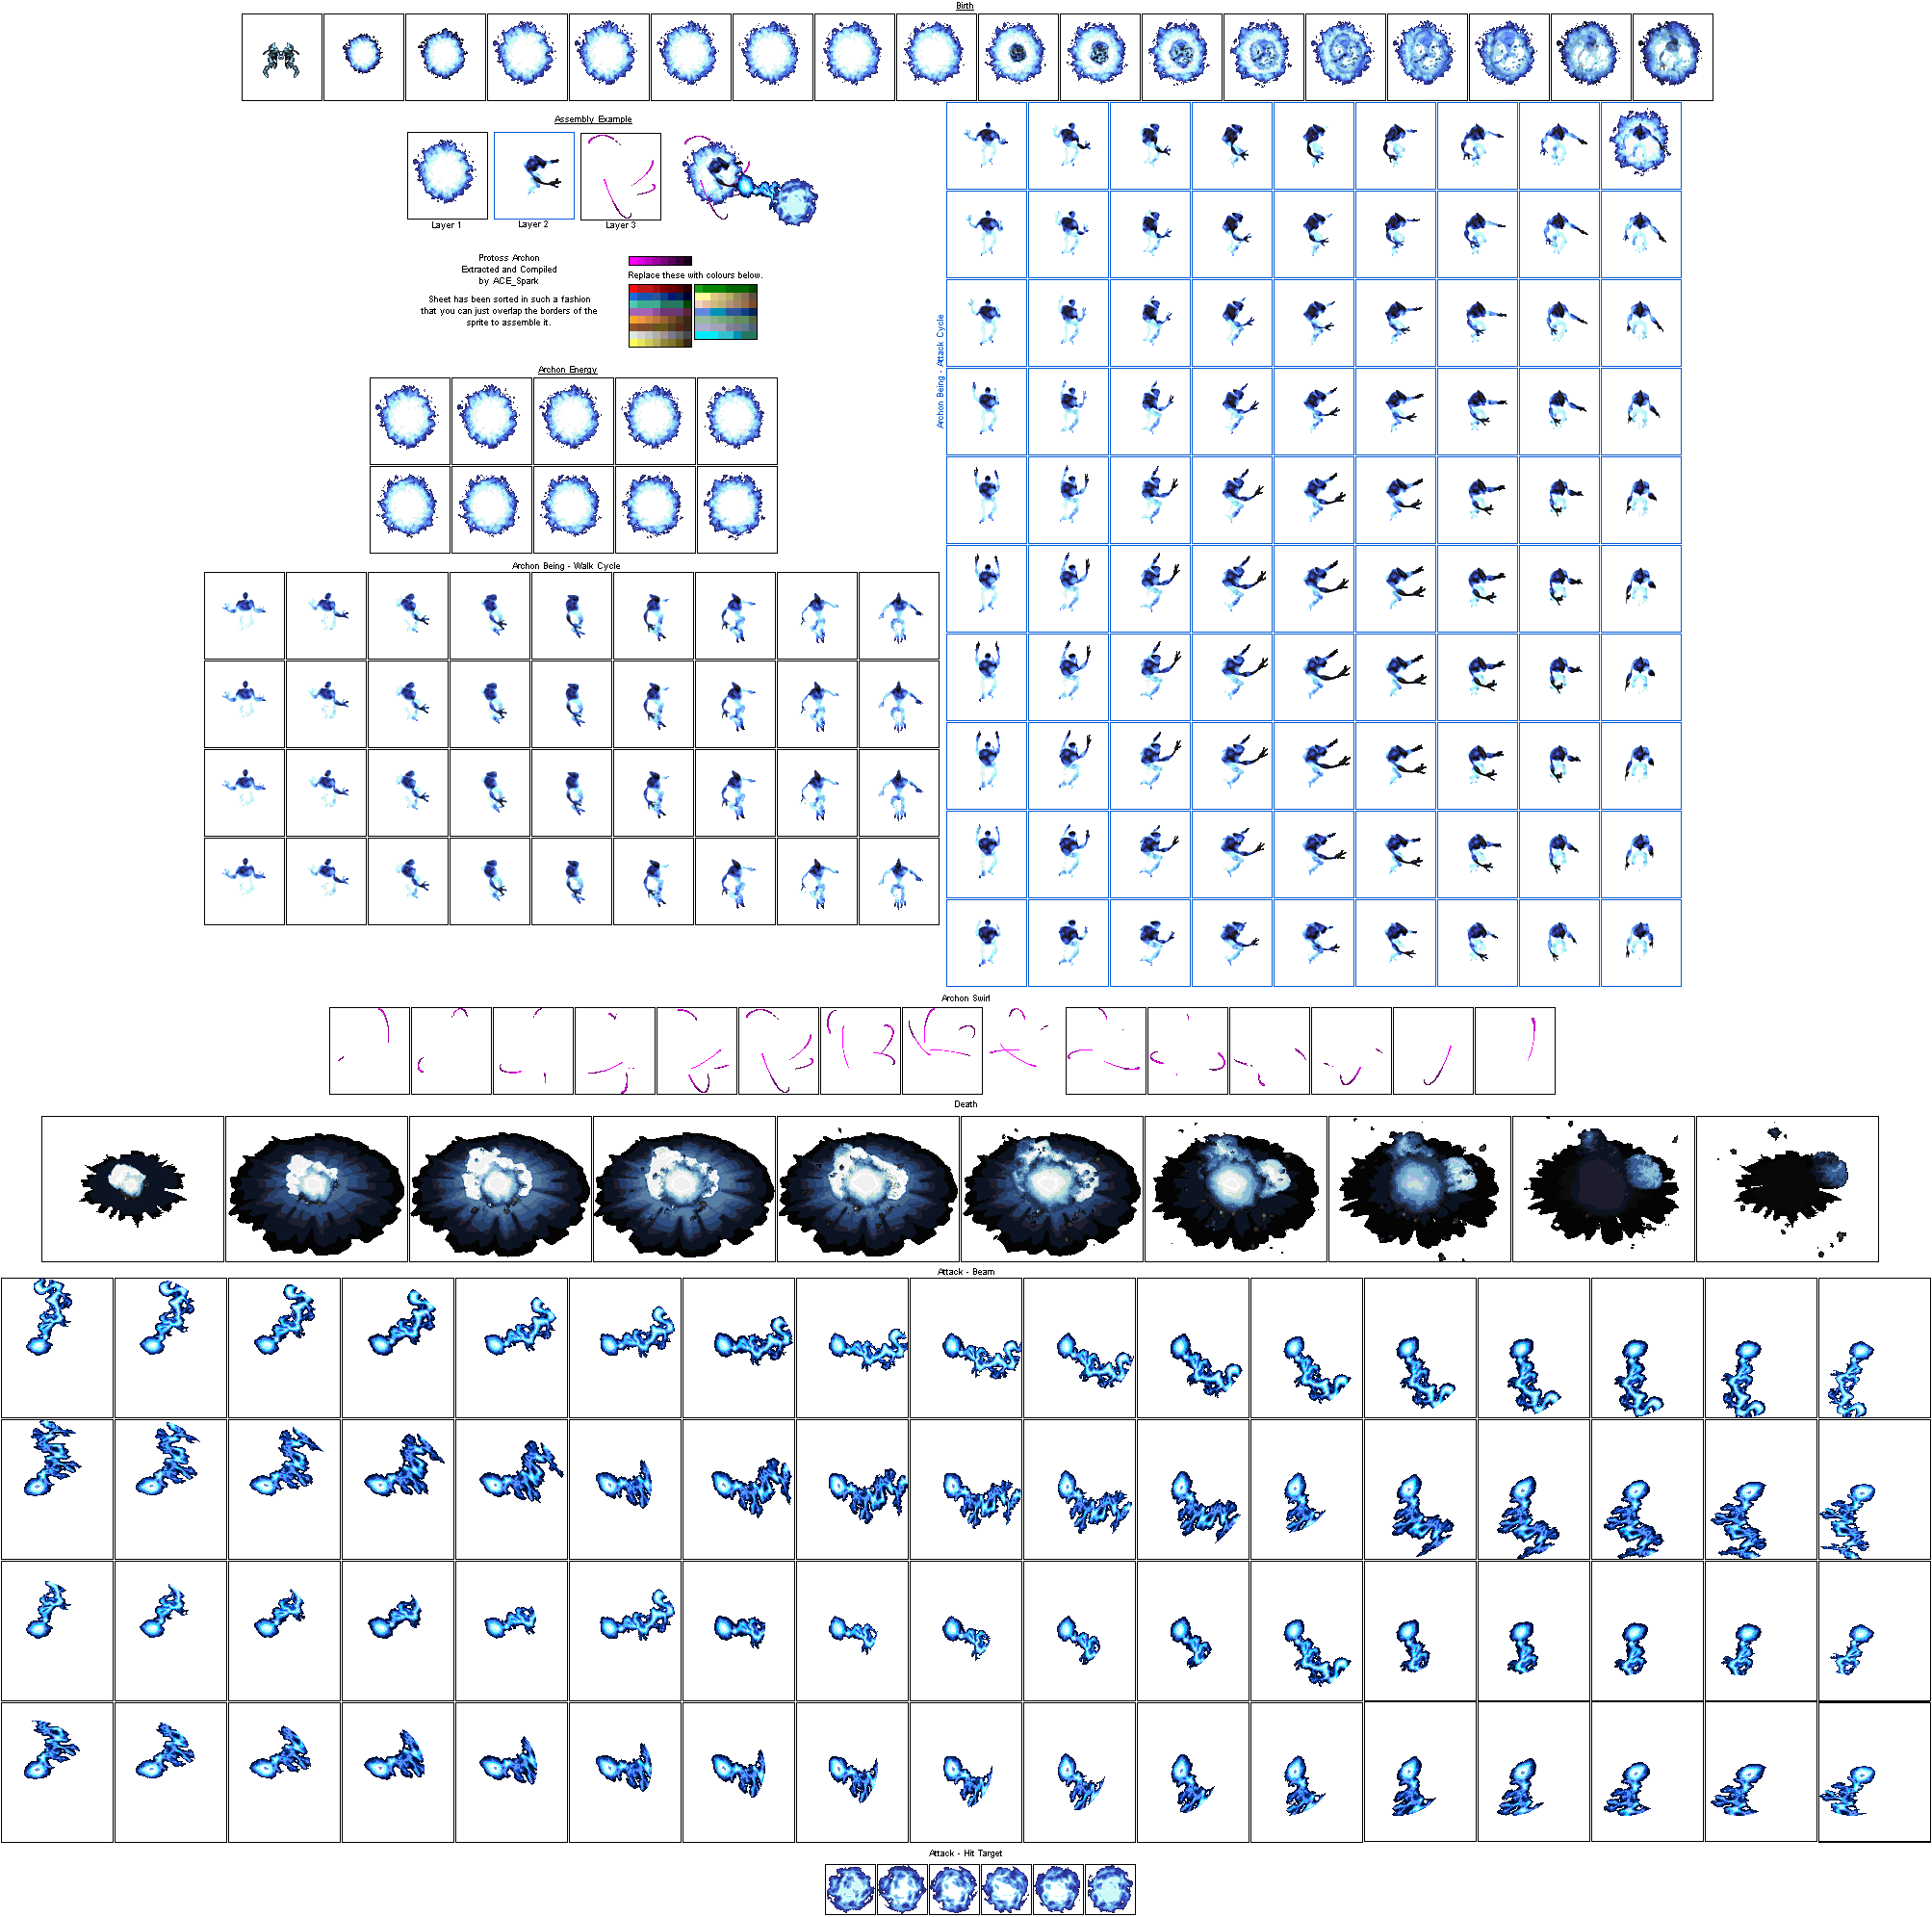 Birth
Assembly Example
Layer 1
Layer 2
Layer 3
Protoss Archon
Extracted and Compiled
by ACE_Spark
Sheet has been sorted in such a fashion
that you can just overlap the borders of the
sprite to assemble it.
Replace these with colours below.
Archon Energy
Archon Being - Walk Cycle
Archon Being - Attack Cycle
Archon Swirl
Death
Attack - Beam
Attack - Hit Target